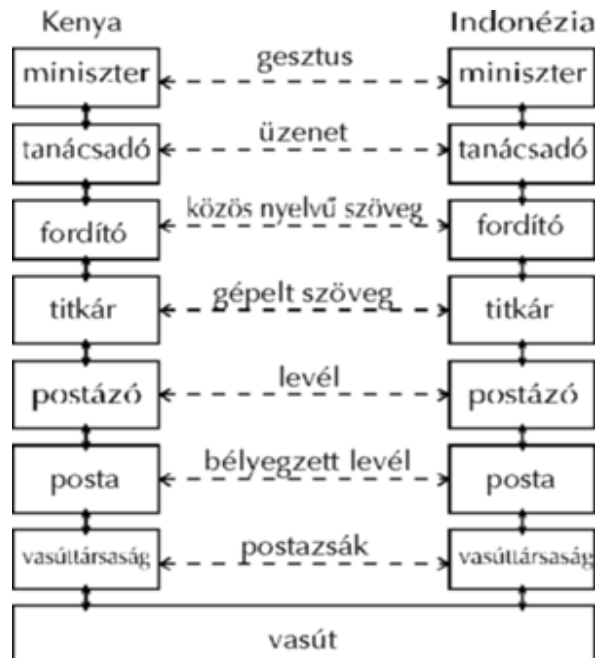 Kenya Indonézia
miniszter gesztus miniszter
tanácsadó üzenet tanácsadó
fordító közös nyelvű szöveg fordító
titkár gépelt szöveg titkár
postázó levél postázó
posta bélyegzett levél posta
vasúttársaság postazsák vasúttársaság
vasút